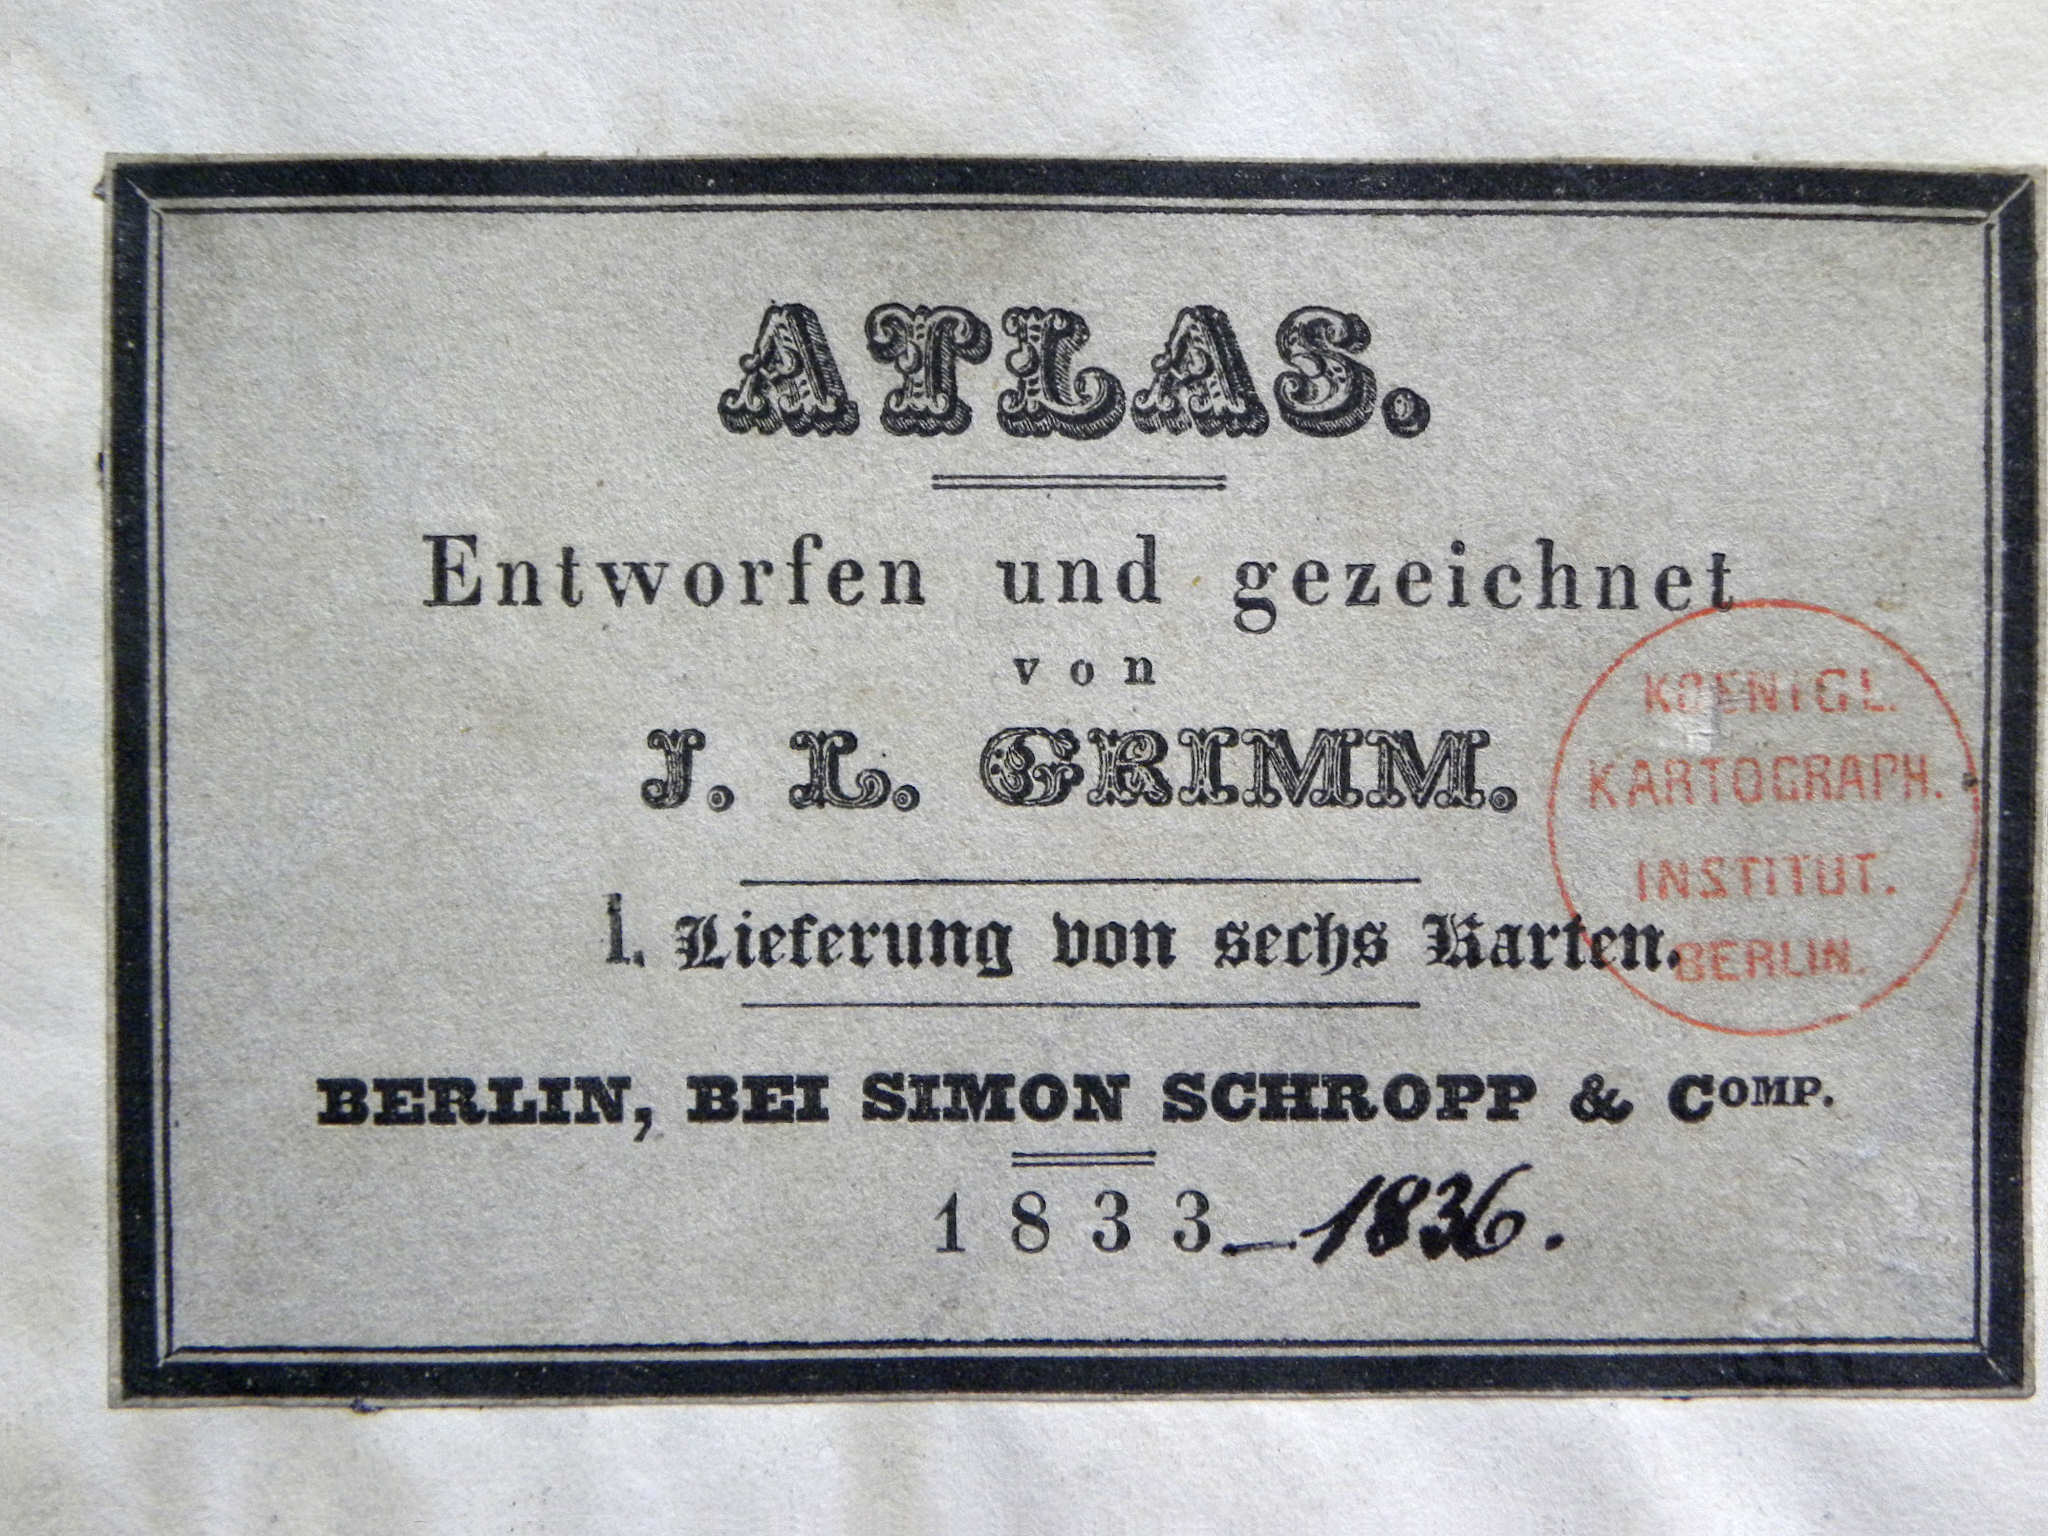 ATLAS.
Entworfen und gezeichnet
von
J. L. GRIMM.
1. Lieferung von sechs Karten.
BERLIN, BEI SIMON SCHROPP & COMP.
1833–1836.
KOENIGL.
KARTOGRAPH.
INSTITUT.
BERLIN.